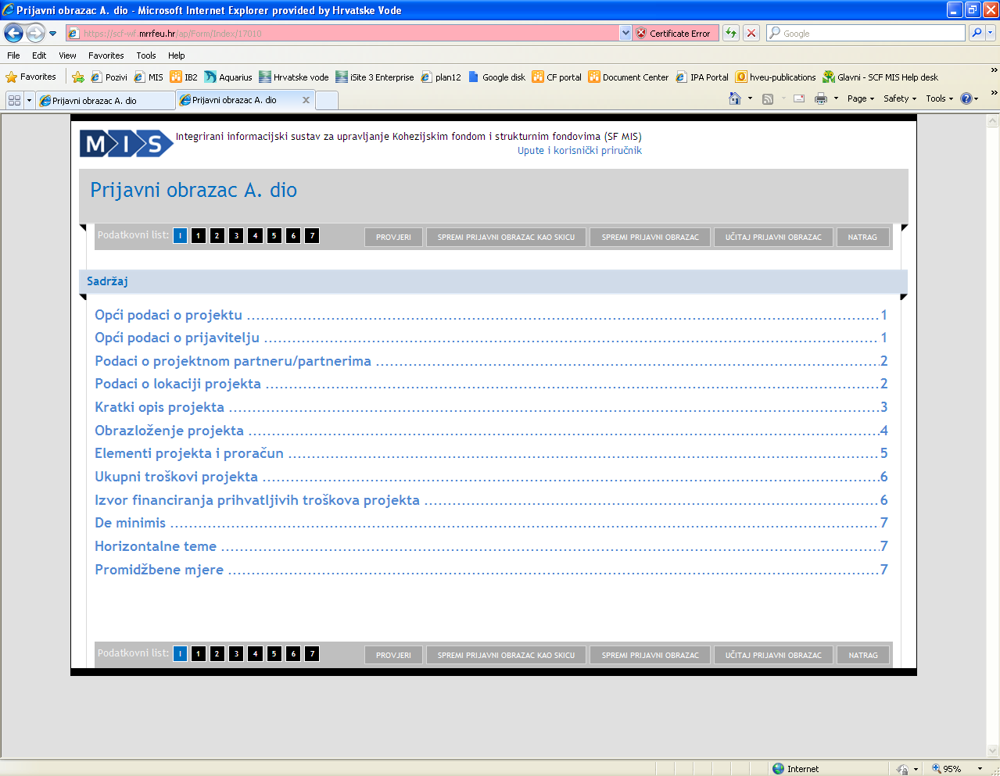 Prijavni obrazac A. dio - Microsoft Internet Explorer provided by Hrvatske Vode
https://scf-wf.mrrfeu.hr/ap/Form/Index/17010
Certificate Error
Google
File Edit View Favorites Tools Help
Favorites Pozivi MIS IB2 Aquarius Hrvatske vode iSite 3 Enterprise plan12 Google disk CF portal Document Center IPA Portal hveu-publications Glavni - SCF MIS Help desk
Prijavni obrazac A. dio Prijavni obrazac A. dio X Page Safety Tools
MIS Integrirani informacijski sustav za upravljanje Kohezijskim fondom i strukturnim fondovima (SF MIS)
Upute i korisnički priručnik
Prijavni obrazac A. dio
Podatkovni list: I 1 2 3 4 5 6 7 PROVJERI SPREMI PRIJAVNI OBRAZAC KAO SKICU SPREMI PRIJAVNI OBRAZAC UČITAJ PRIJAVNI OBRAZAC NATRAG
Sadržaj
Opći podaci o projektu 1
Opći podaci o prijavitelju 1
Podaci o projektnom partneru/partnerima 2
Podaci o lokaciji projekta 2
Kratki opis projekta 3
Obrazloženje projekta 4
Elementi projekta i proračun 5
Ukupni troškovi projekta 6
Izvor financiranja prihvatljivih troškova projekta 6
De minimis 7
Horizontalne teme 7
Promidžbene mjere 7
Podatkovni list: I 1 2 3 4 5 6 7 PROVJERI SPREMI PRIJAVNI OBRAZAC KAO SKICU SPREMI PRIJAVNI OBRAZAC UČITAJ PRIJAVNI OBRAZAC NATRAG
Internet 95%